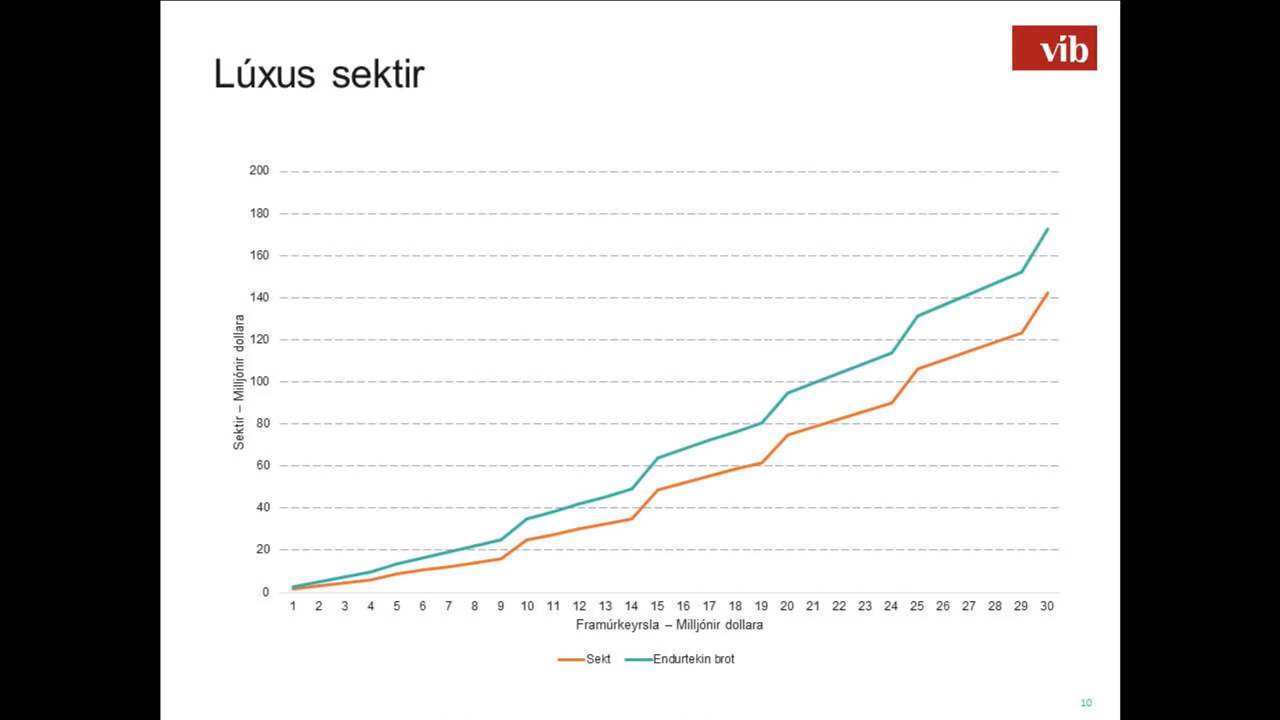 víb
Lúxus sektir
200
180
160
140
120
100
80
60
40
20
0
Sektir – Milljónir dollara
1 2 3 4 5 6 7 8 9 10 11 12 13 14 15 16 17 18 19 20 21 22 23 24 25 26 27 28 29 30
Framúrkeyrsla – Milljónir dollara
Sekt Endurtekin brot
10